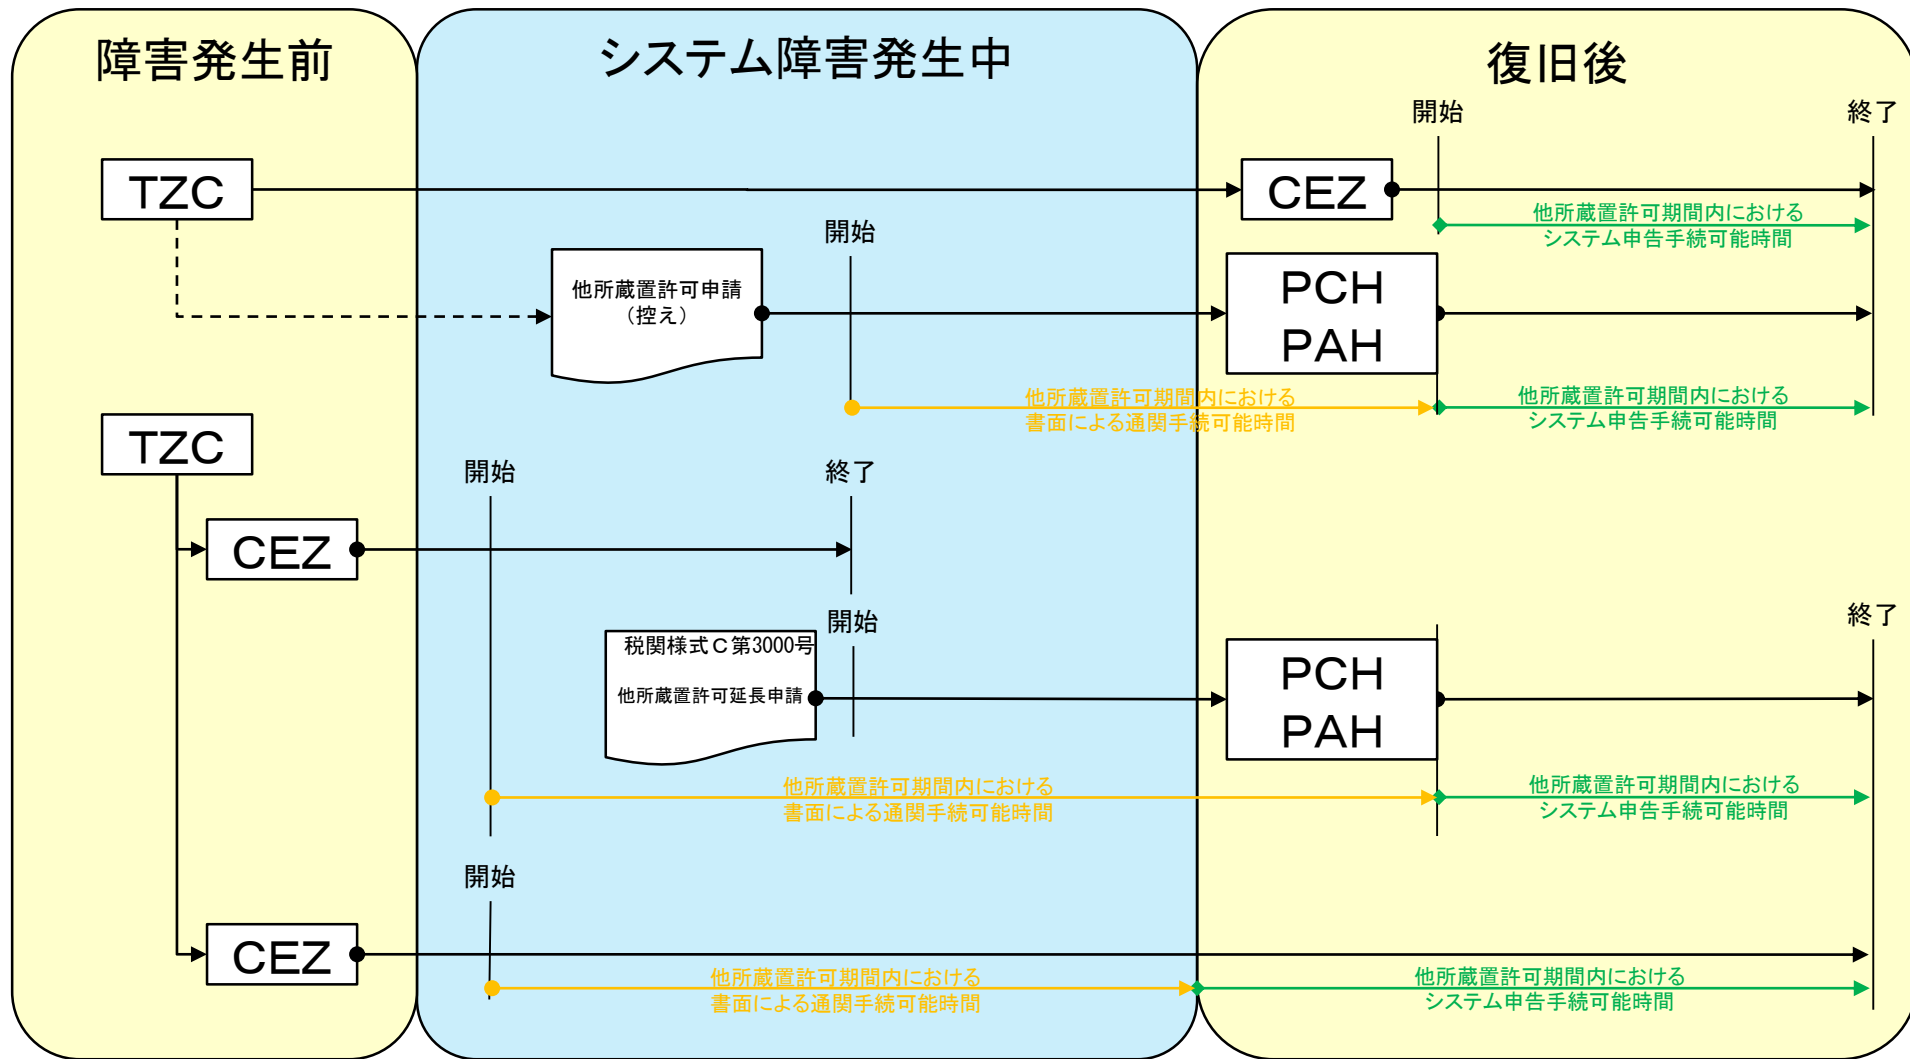 障害発生前
システム障害発生中
復旧後
開始
終了
TZC
CEZ
他所蔵置許可期間内における
システム申告手続可能時間
開始
他所蔵置許可申請
（控え）
PCH
PAH
他所蔵置許可期間内における
書面による通関手続可能時間
他所蔵置許可期間内における
システム申告手続可能時間
TZC
開始
終了
CEZ
開始
終了
税関様式C第3000号
他所蔵置許可延長申請
PCH
PAH
他所蔵置許可期間内における
書面による通関手続可能時間
他所蔵置許可期間内における
システム申告手続可能時間
開始
CEZ
他所蔵置許可期間内における
書面による通関手続可能時間
他所蔵置許可期間内における
システム申告手続可能時間